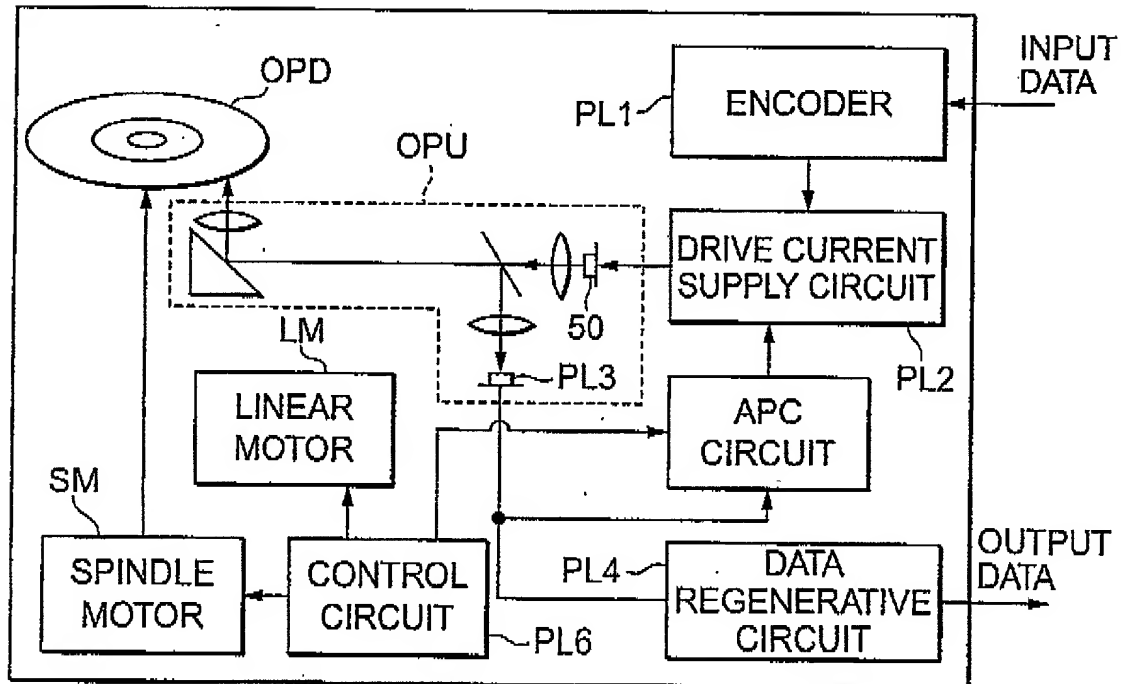 OPD
OPU
PL1
ENCODER
INPUT
DATA
DRIVE CURRENT
SUPPLY CIRCUIT
50
PL2
LM
LINEAR
MOTOR
PL3
APC
CIRCUIT
SM
SPINDLE
MOTOR
CONTROL
CIRCUIT
PL6
PL4
DATA
REGENERATIVE
CIRCUIT
OUTPUT
DATA